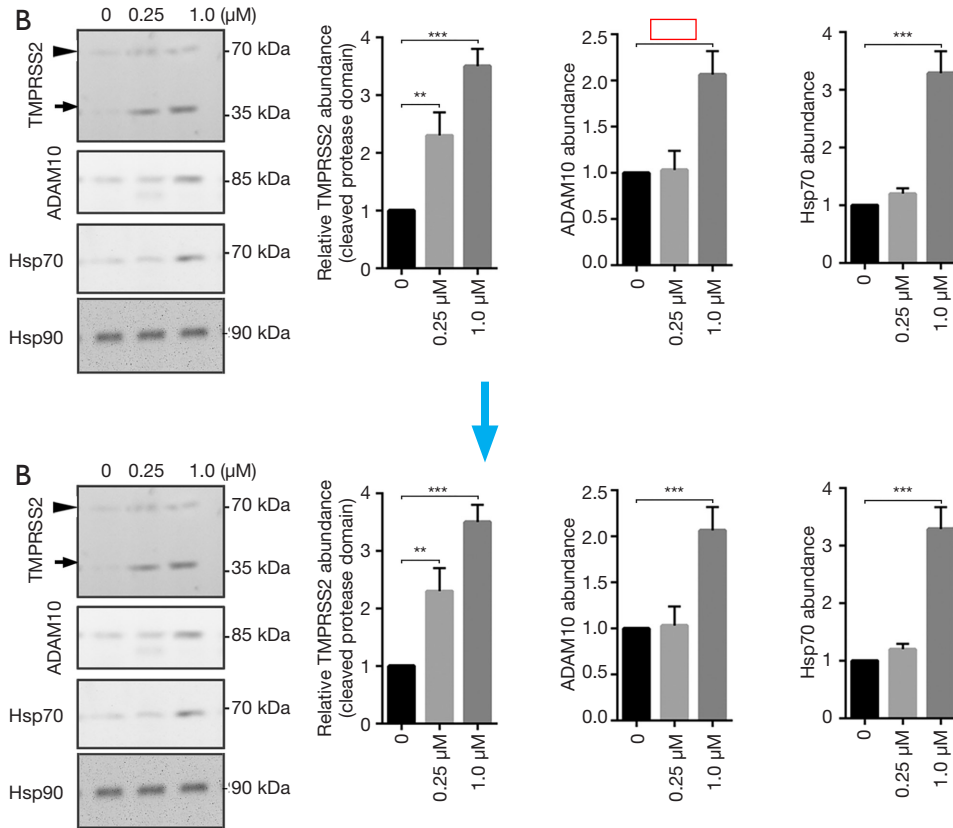 B
0 0.25 1.0 (μM)
TMPRSS2
70 kDa
35 kDa
ADAM10
85 kDa
Hsp70
70 kDa
Hsp90
90 kDa
Relative TMPRSS2 abundance
(cleaved protease domain)
4
3
2
1
0
***
**
0
0.25 μM
1.0 μM
ADAM10 abundance
2.5
2.0
1.5
1.0
0.5
0.0
0
0.25 μM
1.0 μM
Hsp70 abundance
4
3
2
1
0
***
0
0.25 μM
1.0 μM
B
0 0.25 1.0 (μM)
TMPRSS2
70 kDa
35 kDa
ADAM10
85 kDa
Hsp70
70 kDa
Hsp90
90 kDa
Relative TMPRSS2 abundance
(cleaved protease domain)
4
3
2
1
0
***
**
0
0.25 μM
1.0 μM
ADAM10 abundance
2.5
2.0
1.5
1.0
0.5
0.0
***
0
0.25 μM
1.0 μM
Hsp70 abundance
4
3
2
1
0
***
0
0.25 μM
1.0 μM